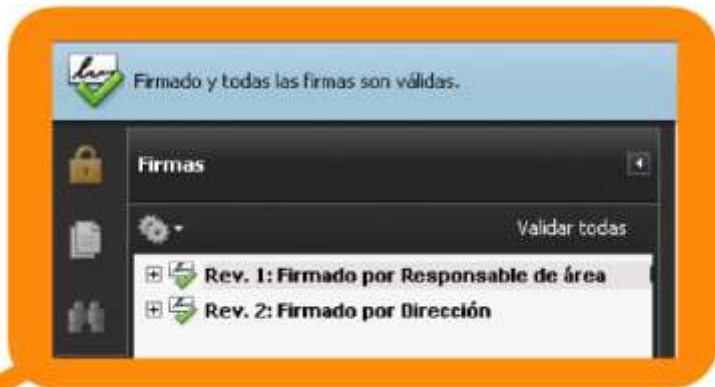 Firmado y todas las firmas son válidas.
Firmas
Validar todas
Rev. 1: Firmado por Responsable de área
Rev. 2: Firmado por Dirección